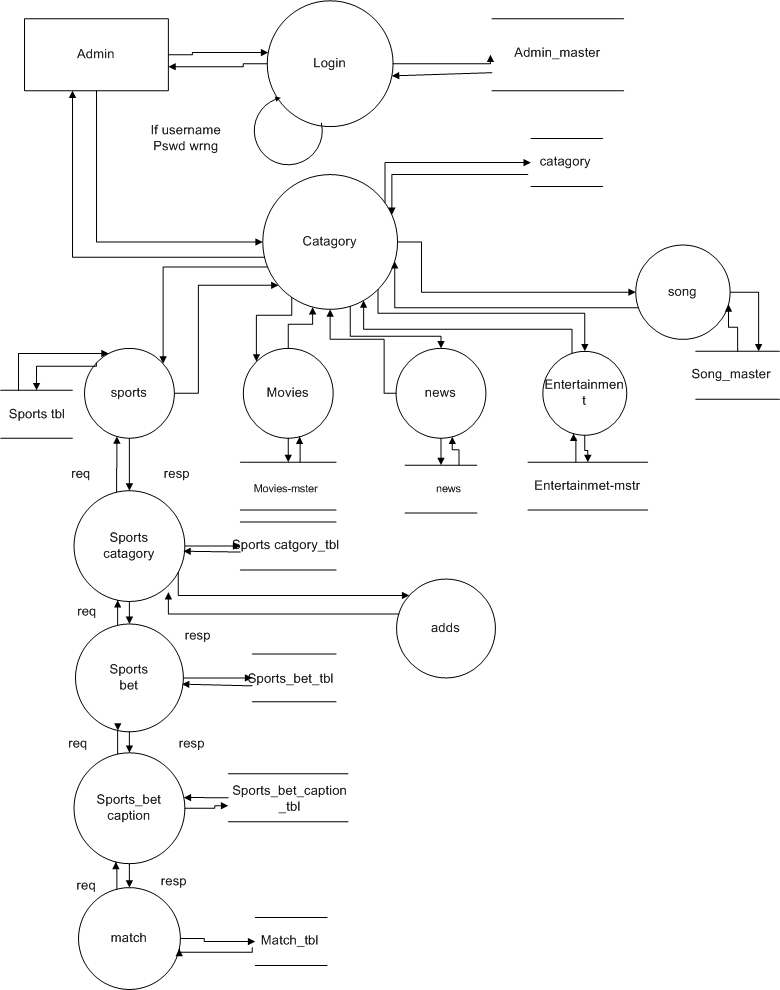 Admin
Login
Admin_master
If username
Pswd wrng
catagory
Catagory
song
Song_master
sports
Movies
news
Entertainmen
t
Sports tbl
req
resp
Movies-mster
news
Entertainmet-mstr
Sports
catagory
Sports catgory_tbl
req
resp
adds
Sports
bet
Sports_bet_tbl
req
resp
Sports_bet
caption
Sports_bet_caption
_tbl
req
resp
match
Match_tbl